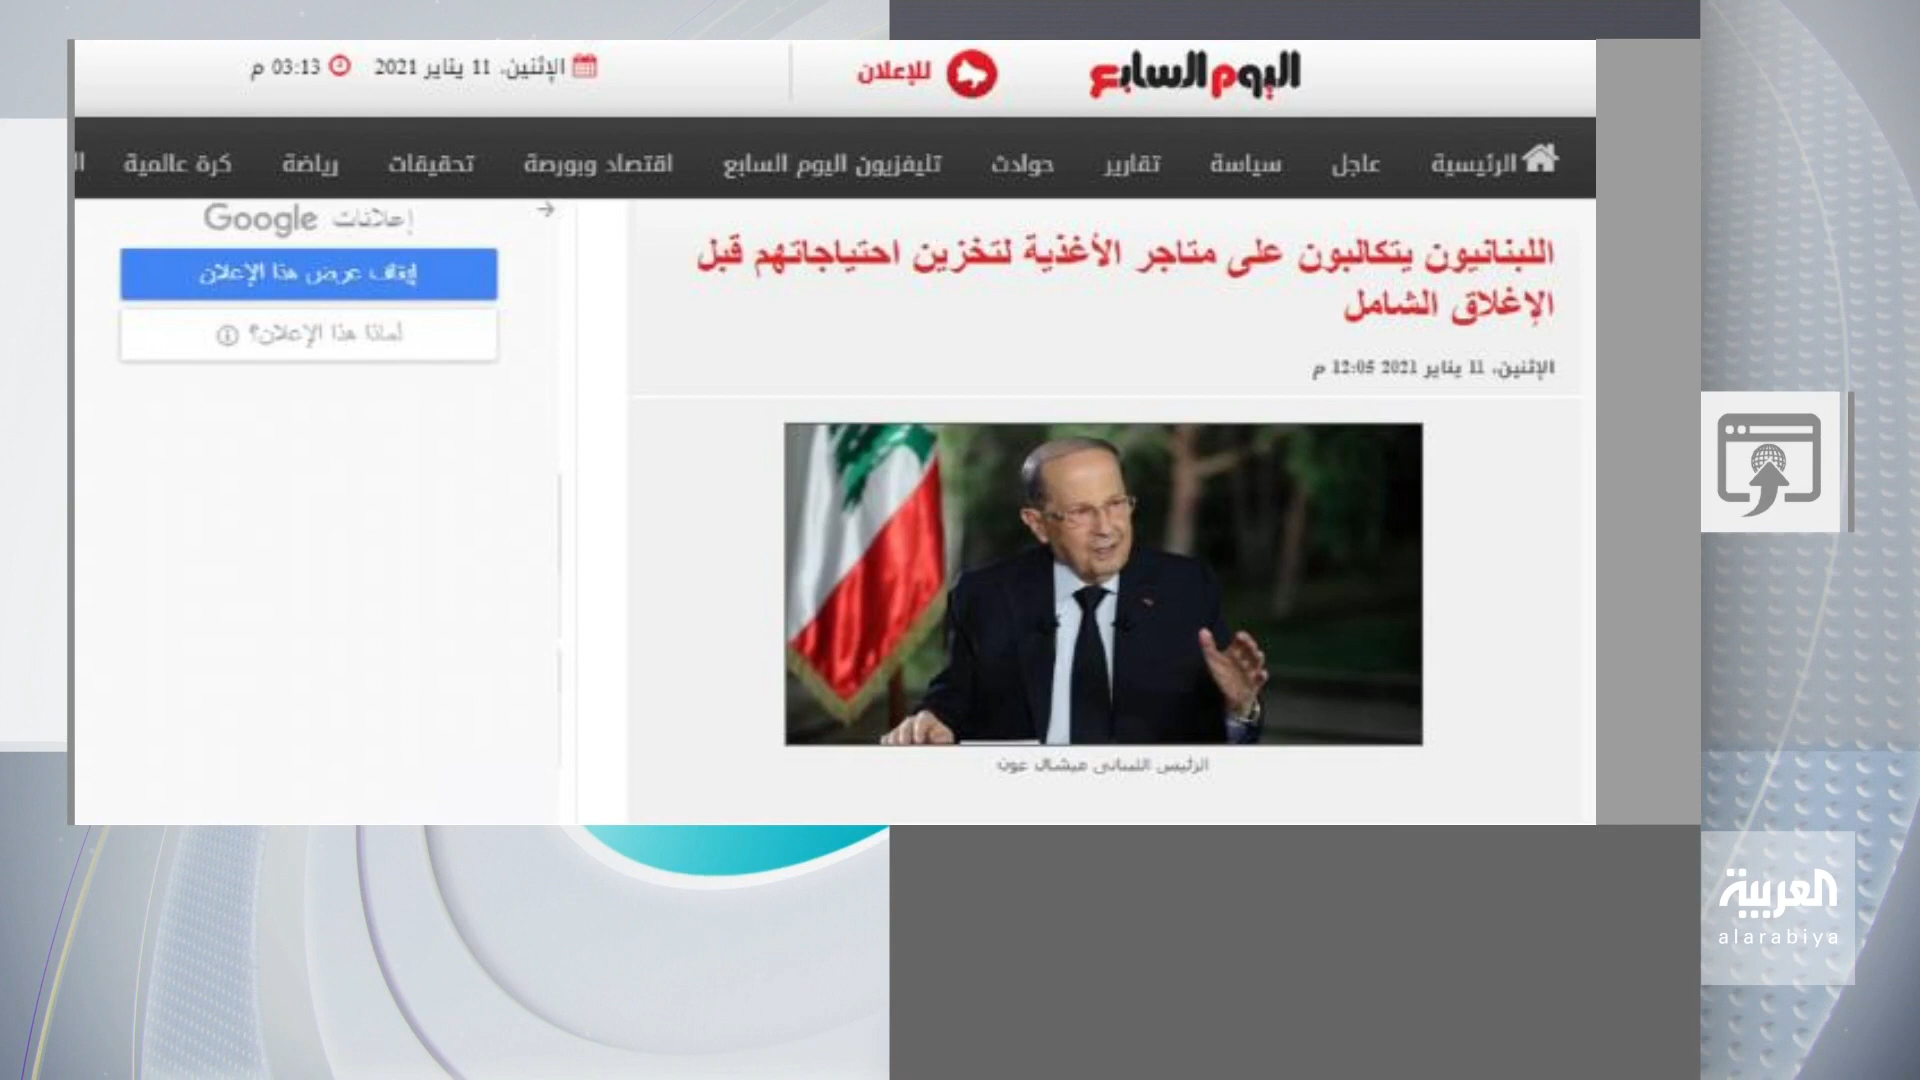 اليوم السابع
للإعلان
الإثنين، 11 يناير 2021
03:13 م
الرئيسية عاجل سياسة تقارير حوادث تليفزيون اليوم السابع اقتصاد وبورصة تحقيقات رياضة كرة عالمية
اللبنانيون يتكالبون على متاجر الأغذية لتخزين احتياجاتهم قبل
الإغلاق الشامل
الإثنين، 11 يناير 2021 12:05 م
الرئيس اللبنانى ميشال عون
إعلانات Google
إيقاف عرض هذا الإعلان
لماذا هذا الإعلان؟
العربية
alarabiya